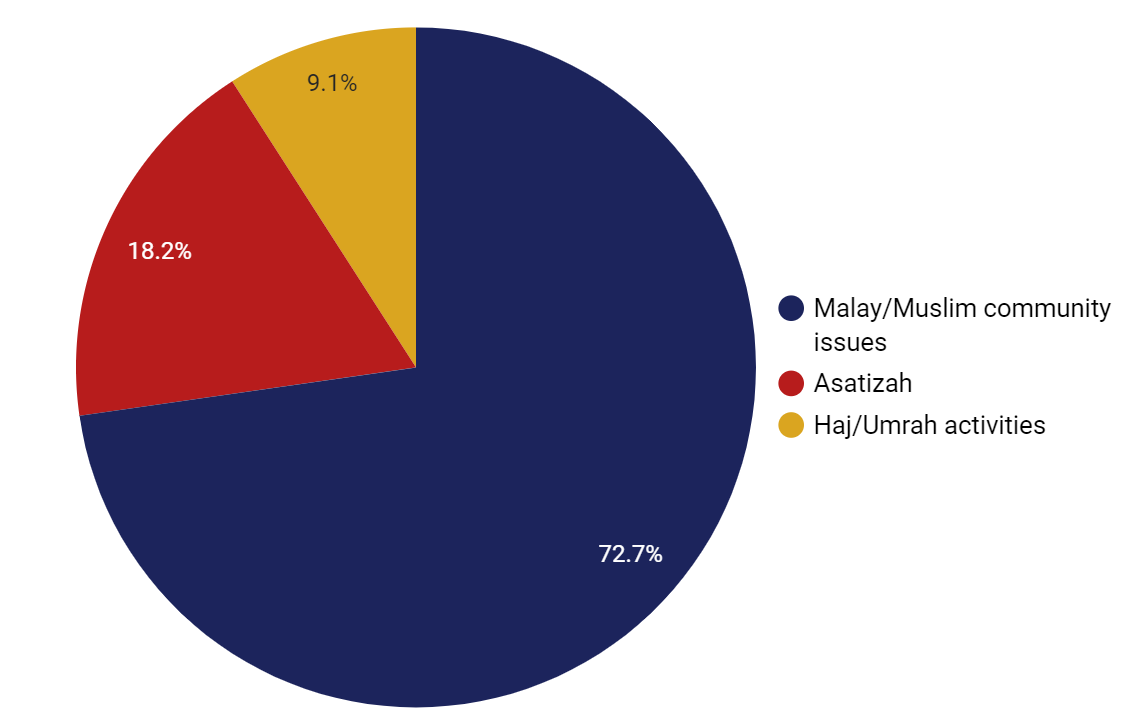 9.1%
18.2%
72.7%
Malay/Muslim community
issues
Asatizah
Haj/Umrah activities